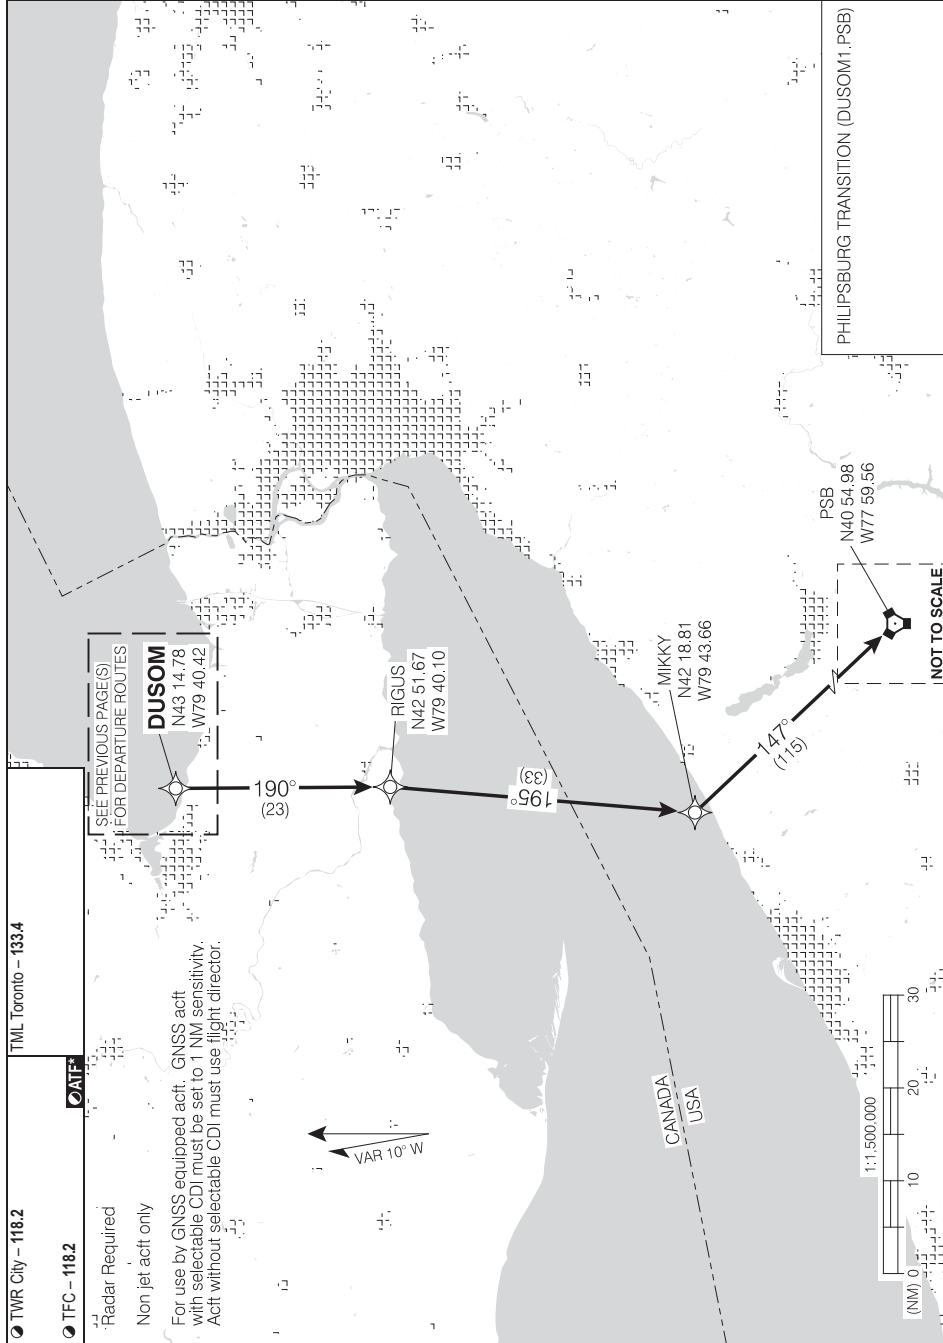 TWR City – 118.2
TML Toronto – 133.4
TFC – 118.2
ATF*
Radar Required
Non jet acft only
For use by GNSS equipped acft. GNSS acft
with selectable CDI must be set to 1 NM sensitivity.
Acft without selectable CDI must use flight director.
SEE PREVIOUS PAGE(S)
FOR DEPARTURE ROUTES
DUSOM
N43 14.78
W79 40.42
190°
(23)
RIGUS
N42 51.67
W79 40.10
195°
(33)
VAR 10° W
MIKKY
N42 18.81
W79 43.66
CANADA
USA
147°
(115)
PSB
N40 54.98
W77 59.56
NOT TO SCALE
1:1,500,000
(NM) 0 10 20 30
PHILIPSBURG TRANSITION (DUSOM1.PSB)